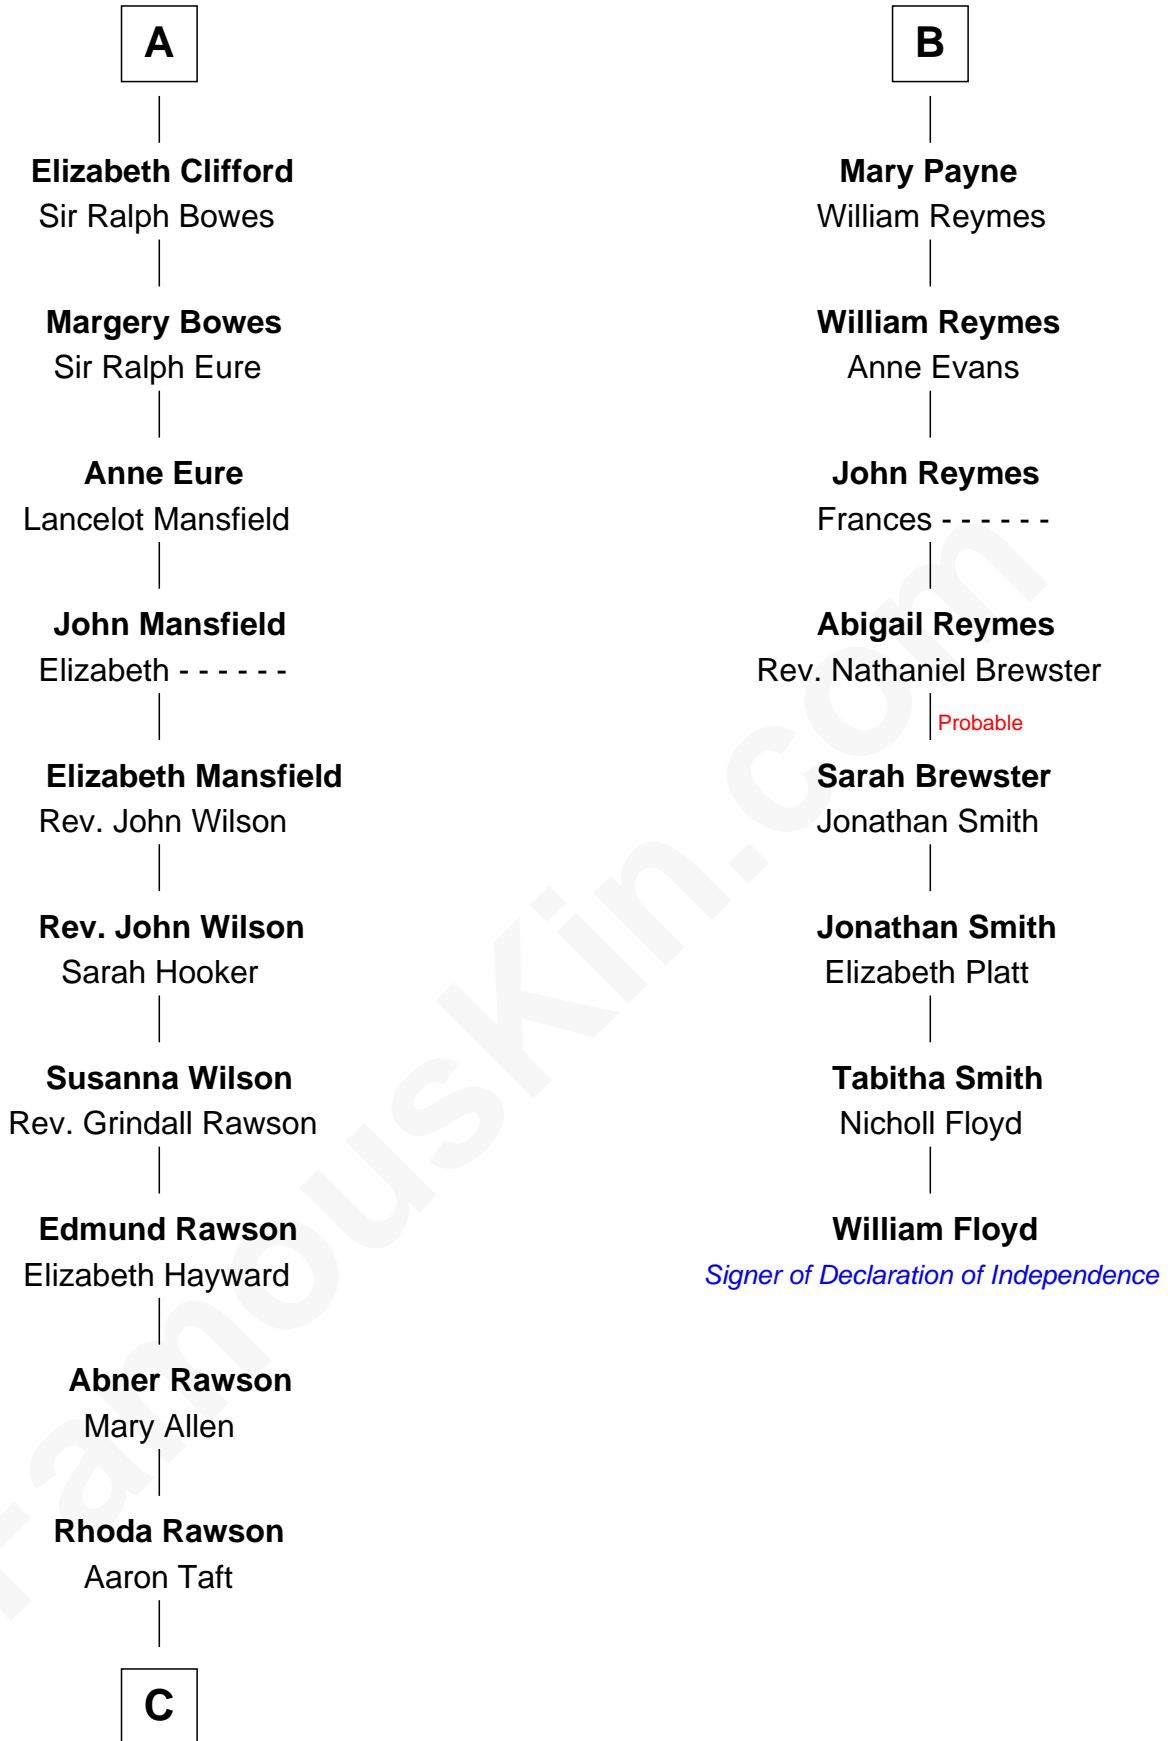 A
Elizabeth Clifford
Sir Ralph Bowes
Margery Bowes
Sir Ralph Eure
Anne Eure
Lancelot Mansfield
John Mansfield
Elizabeth - - - - - -
Elizabeth Mansfield
Rev. John Wilson
Rev. John Wilson
Sarah Hooker
Susanna Wilson
Rev. Grindall Rawson
Edmund Rawson
Elizabeth Hayward
Abner Rawson
Mary Allen
Rhoda Rawson
Aaron Taft
C
B
Mary Payne
William Reymes
William Reymes
Anne Evans
John Reymes
Frances - - - - - -
Abigail Reymes
Rev. Nathaniel Brewster
Probable
Sarah Brewster
Jonathan Smith
Jonathan Smith
Elizabeth Platt
Tabitha Smith
Nicholl Floyd
William Floyd
Signer of Declaration of Independence
FamousKin.com